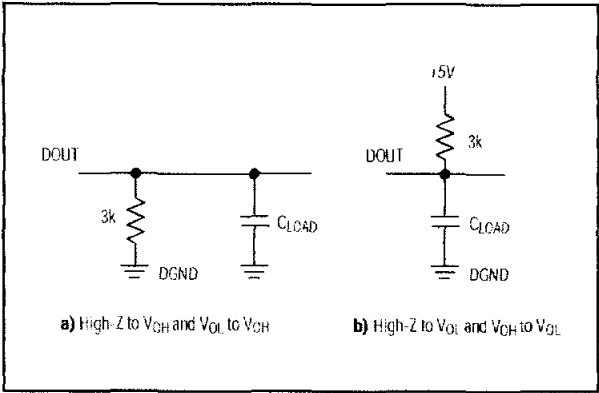 +5V
3k
DOUT
DOUT
3k
CLOAD
CLOAD
DGND
DGND
a) High-Z to VOH and VOL to VOH
b) High-Z to VOL and VOH to VOL